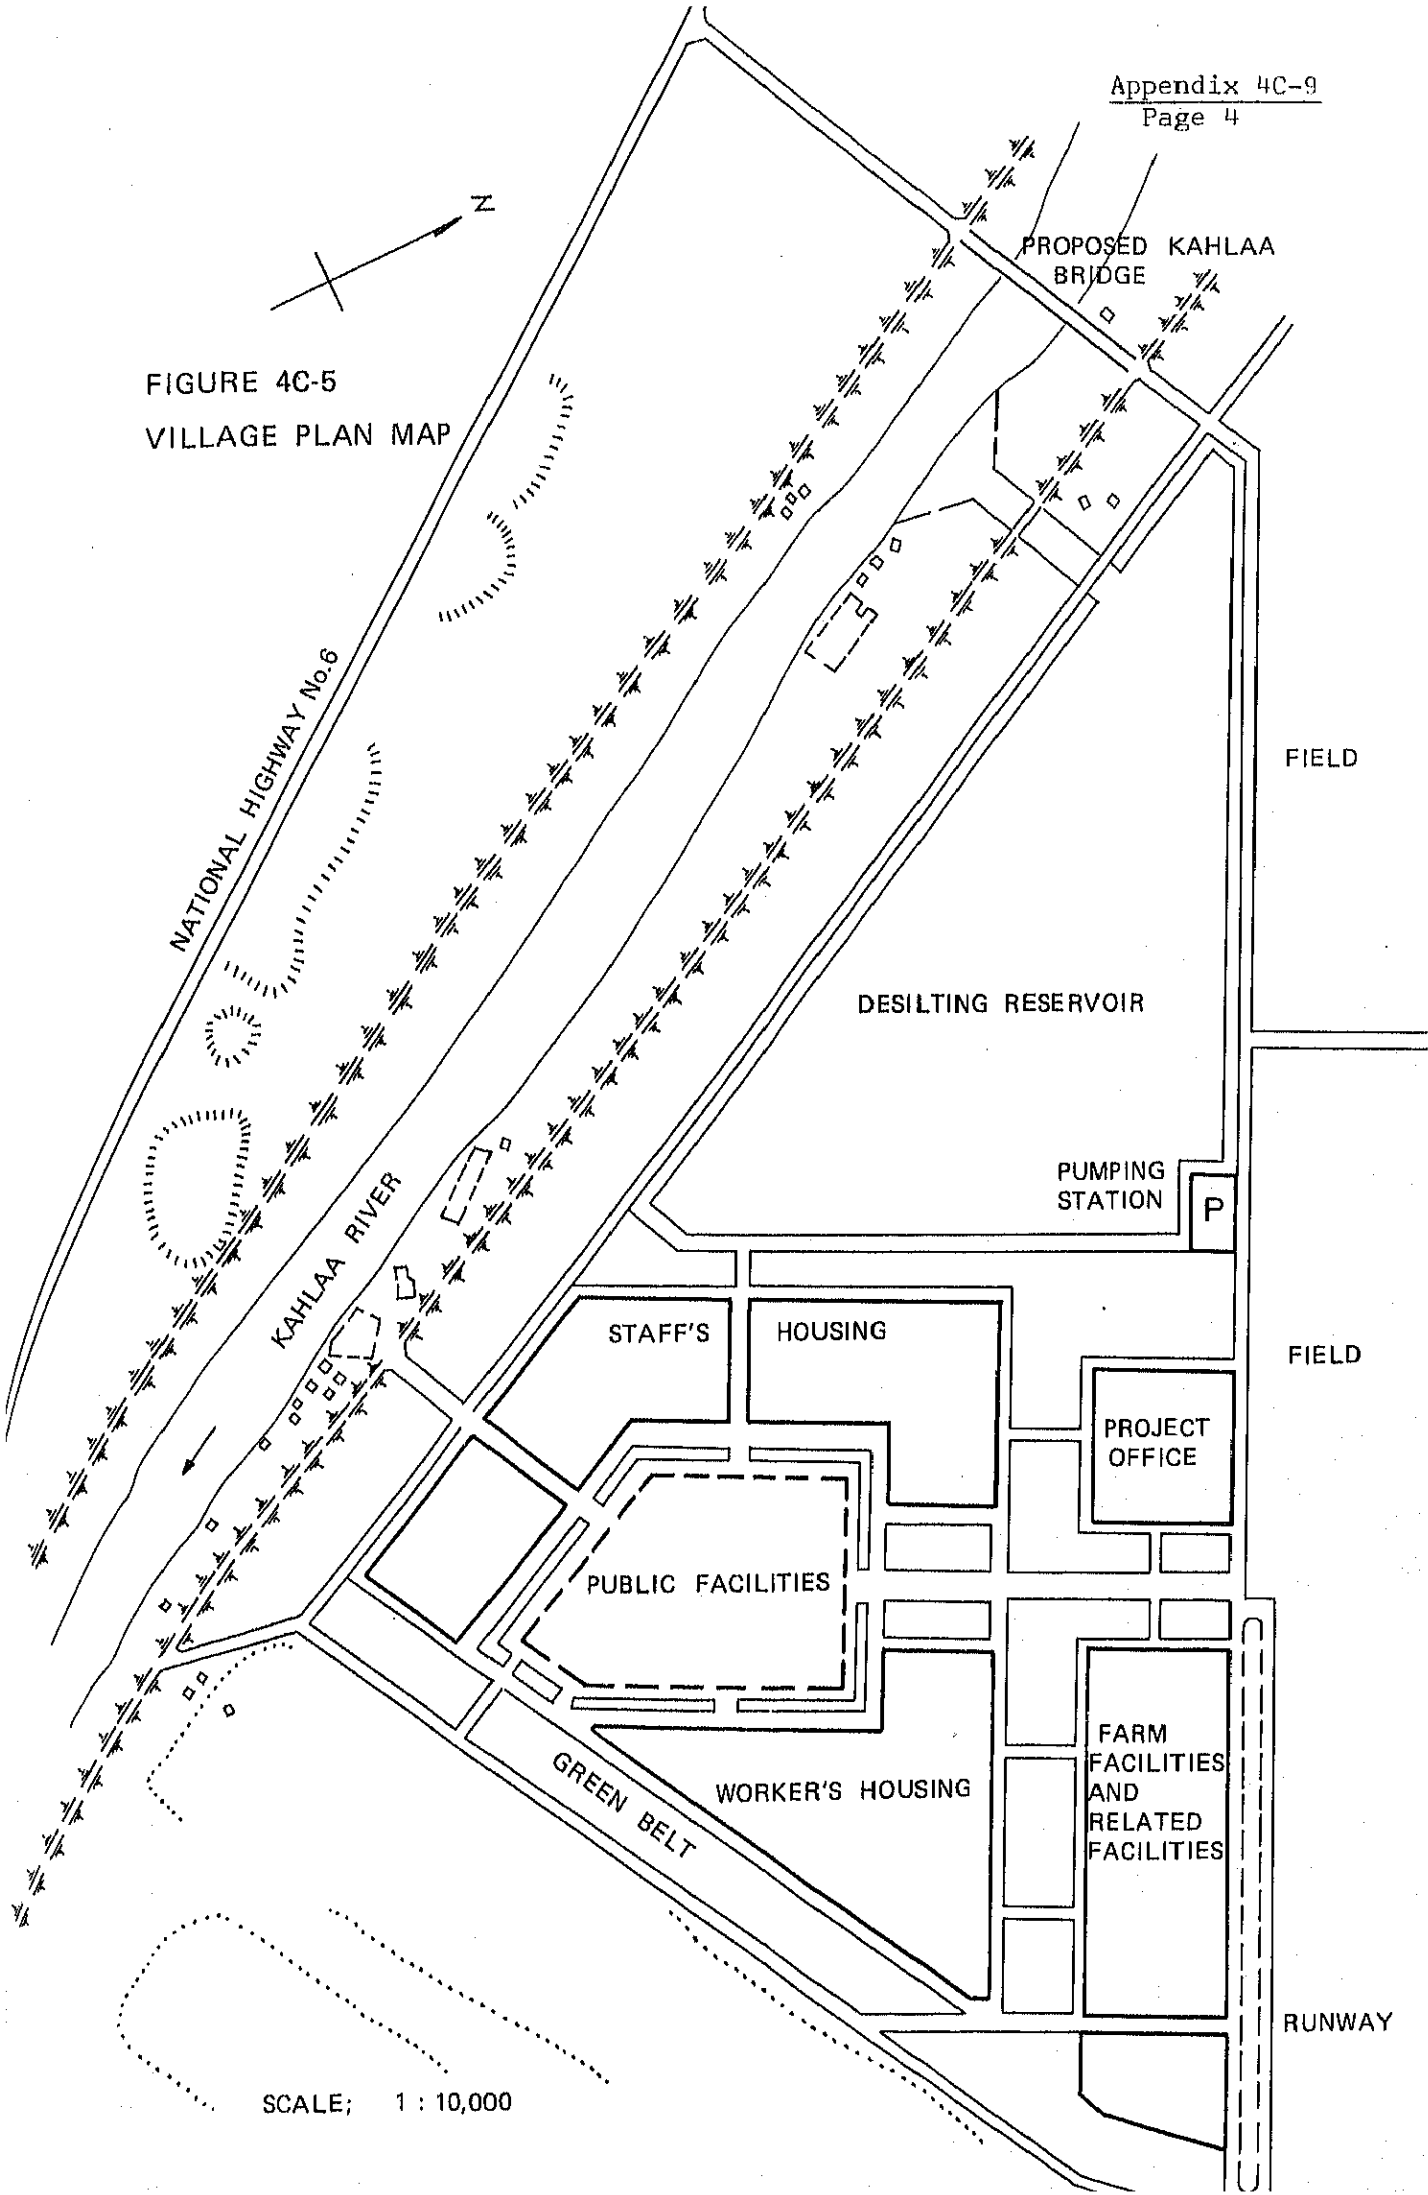 Appendix 4C-9
Page 4
N
PROPOSED KAHLAA
BRIDGE
FIGURE 4C-5
VILLAGE PLAN MAP
NATIONAL HIGHWAY No.6
FIELD
DESILTING RESERVOIR
PUMPING
STATION
P
KAHLAA RIVER
STAFF'S HOUSING
FIELD
PROJECT
OFFICE
PUBLIC FACILITIES
FARM
FACILITIES
AND
RELATED
FACILITIES
GREEN BELT
WORKER'S HOUSING
RUNWAY
SCALE; 1 : 10,000